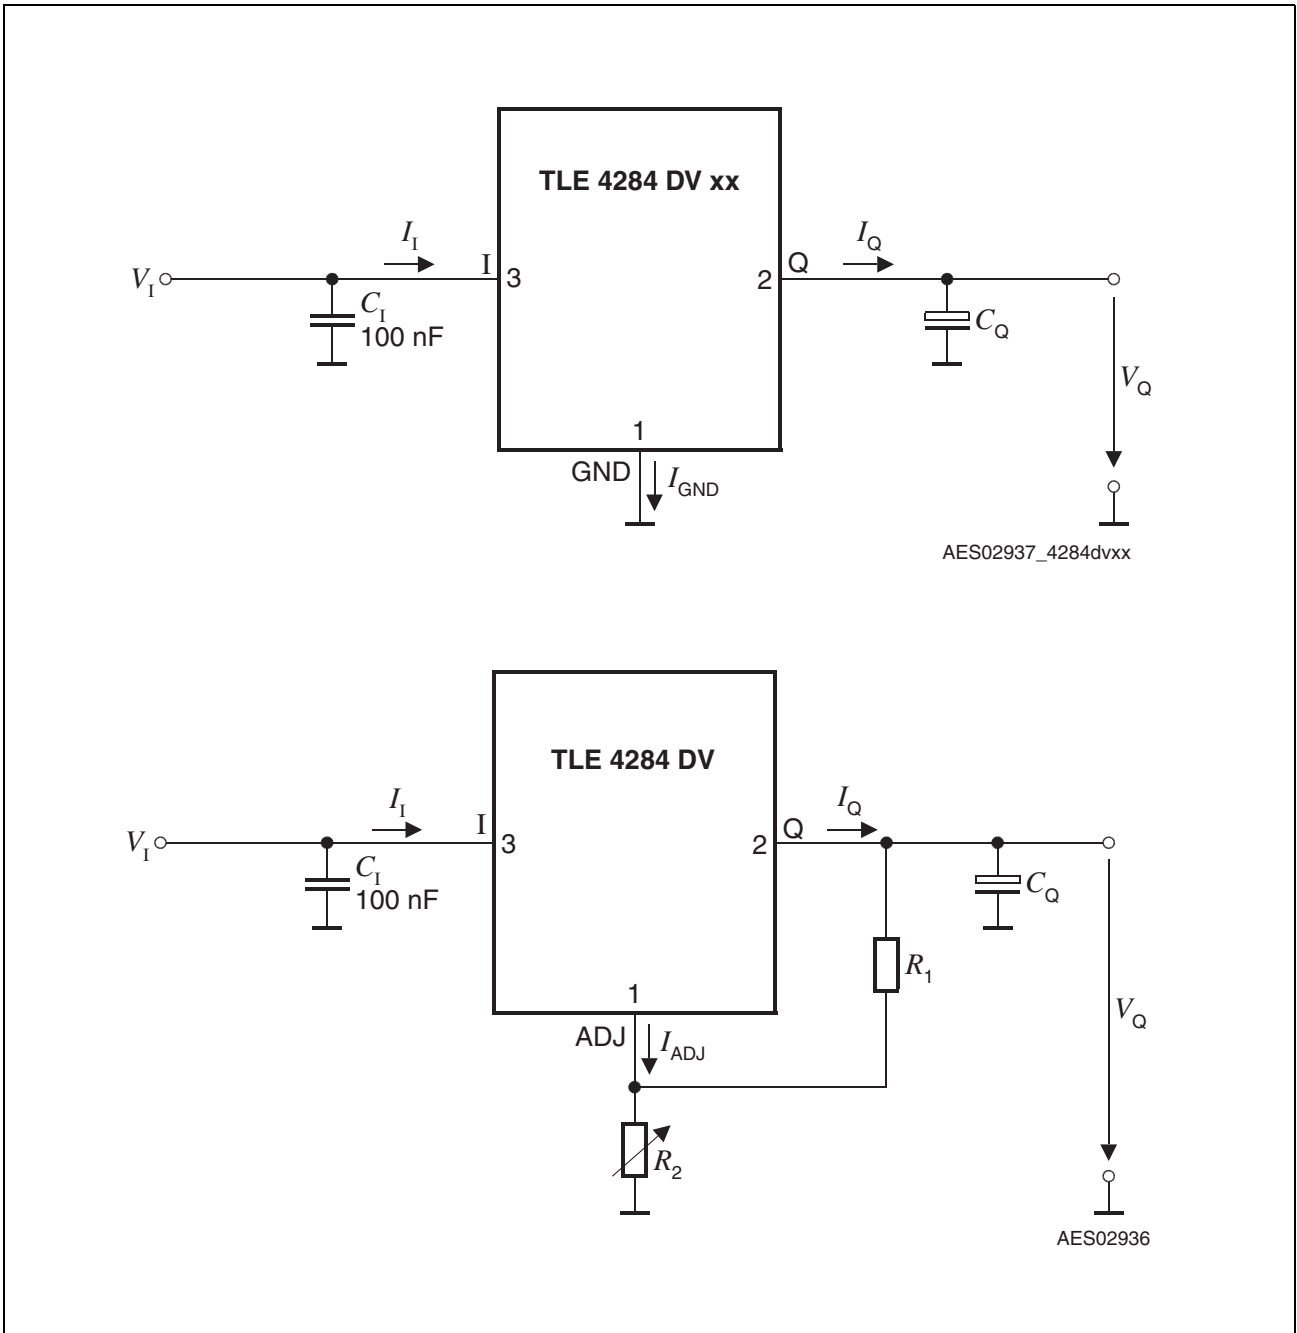 TLE 4284 DV xx
I_I
I_Q
V_I
I
3
2
Q
C_I
100 nF
C_Q
V_Q
1
GND
I_GND
AES02937_4284dvxx
TLE 4284 DV
I_I
I_Q
V_I
I
3
2
Q
C_I
100 nF
C_Q
R_1
1
ADJ
I_ADJ
V_Q
R_2
AES02936